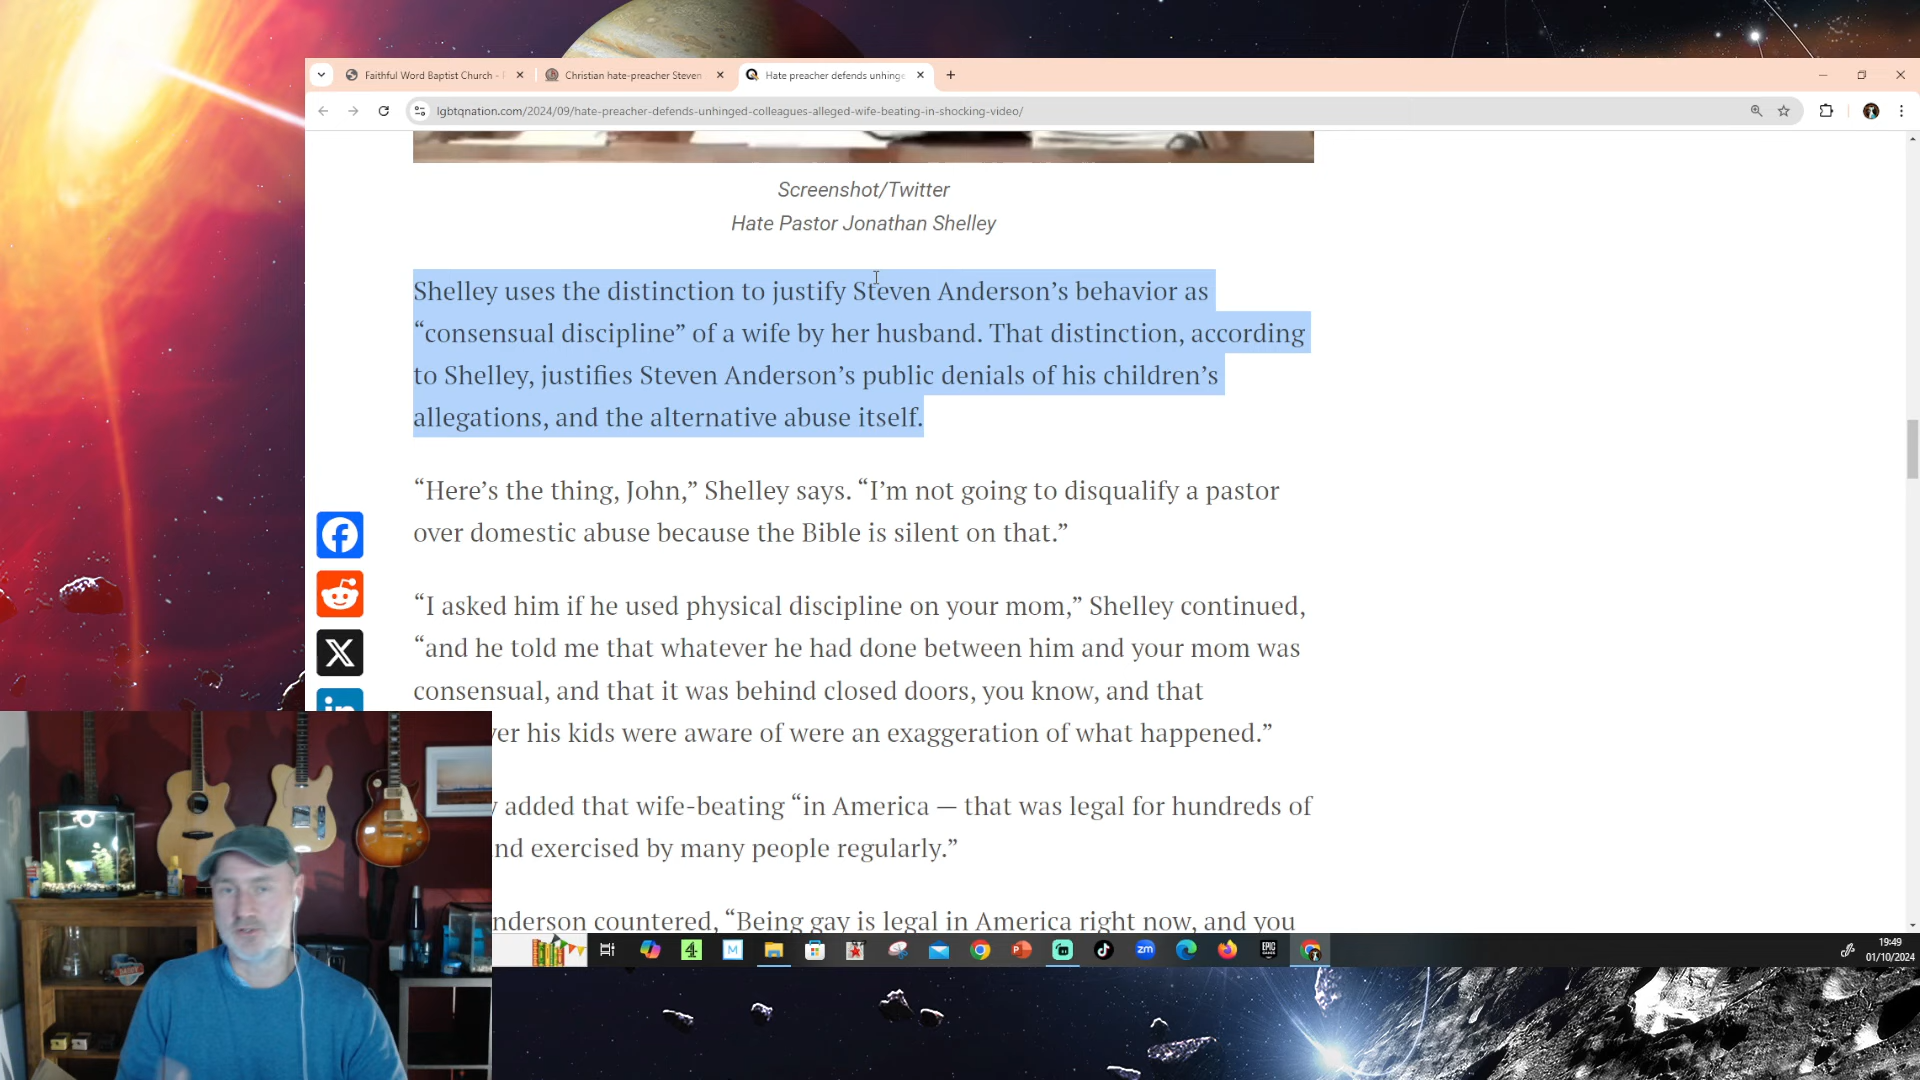 Faithful Word Baptist Church -
Christian hate-preacher Steven
Hate preacher defends unhinge
lgbtqnation.com/2024/09/hate-preacher-defends-unhinged-colleagues-alleged-wife-beating-in-shocking-video/
Screenshot/Twitter
Hate Pastor Jonathan Shelley
Shelley uses the distinction to justify Steven Anderson’s behavior as
“consensual discipline” of a wife by her husband. That distinction, according
to Shelley, justifies Steven Anderson’s public denials of his children’s
allegations, and the alternative abuse itself.
“Here’s the thing, John,” Shelley says. “I’m not going to disqualify a pastor
over domestic abuse because the Bible is silent on that.”
“I asked him if he used physical discipline on your mom,” Shelley continued,
“and he told me that whatever he had done between him and your mom was
consensual, and that it was behind closed doors, you know, and that
ver his kids were aware of were an exaggeration of what happened.”
added that wife-beating “in America — that was legal for hundreds of
nd exercised by many people regularly.”
nderson countered, “Being gay is legal in America right now, and you
19:49
01/10/2024